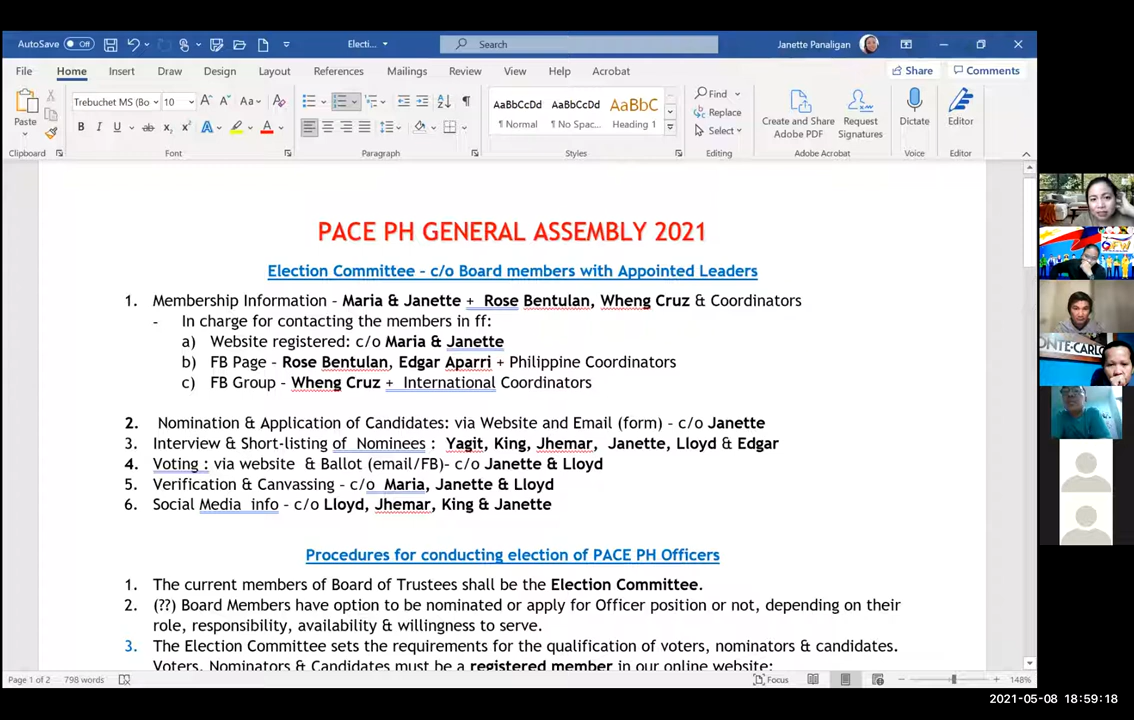 AutoSave Off Electi... Search Janette Panaligan
File Home Insert Draw Design Layout References Mailings Review View Help Acrobat Share Comments
Paste Trebuchet MS (Bo 10 Aa
AaBbCcDd AaBbCcDd AaBbC
¶ Normal ¶ No Spac... Heading 1
Find
Replace
Select
Create and Share Adobe PDF
Request Signatures
Dictate
Editor
Clipboard Font Paragraph Styles Editing Adobe Acrobat Voice Editor
PACE PH GENERAL ASSEMBLY 2021
Election Committee – c/o Board members with Appointed Leaders
1. Membership Information – Maria & Janette + Rose Bentulan, Wheng Cruz & Coordinators
- In charge for contacting the members in ff:
a) Website registered: c/o Maria & Janette
b) FB Page – Rose Bentulan, Edgar Aparri + Philippine Coordinators
c) FB Group – Wheng Cruz + International Coordinators
2. Nomination & Application of Candidates: via Website and Email (form) – c/o Janette
3. Interview & Short-listing of Nominees : Yagit, King, Jhemar, Janette, Lloyd & Edgar
4. Voting : via website & Ballot (email/FB)– c/o Janette & Lloyd
5. Verification & Canvassing – c/o Maria, Janette & Lloyd
6. Social Media info – c/o Lloyd, Jhemar, King & Janette
Procedures for conducting election of PACE PH Officers
1. The current members of Board of Trustees shall be the Election Committee.
2. (??) Board Members have option to be nominated or apply for Officer position or not, depending on their
role, responsibility, availability & willingness to serve.
3. The Election Committee sets the requirements for the qualification of voters, nominators & candidates.
Voters, Nominators & Candidates must be a registered member in our online website:
Page 1 of 2 798 words Focus 148%
OFW
ONTE-CARLO
2021-05-08 18:59:18